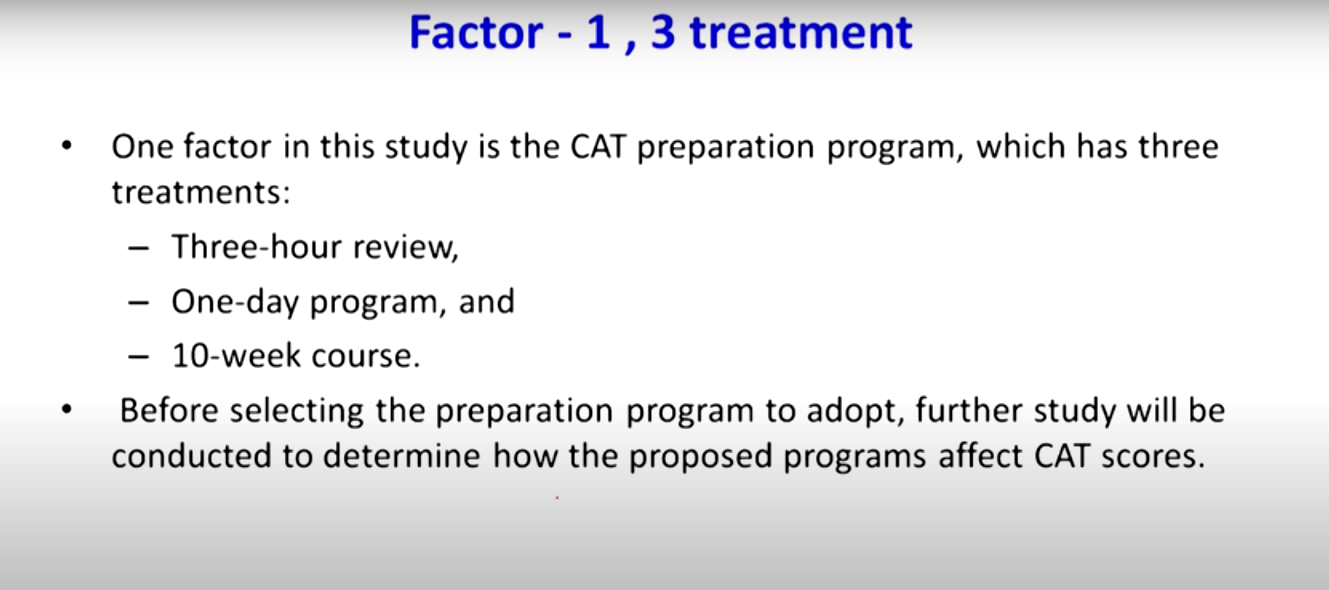 Factor - 1 , 3 treatment
• One factor in this study is the CAT preparation program, which has three
treatments:
– Three-hour review,
– One-day program, and
– 10-week course.
• Before selecting the preparation program to adopt, further study will be
conducted to determine how the proposed programs affect CAT scores.